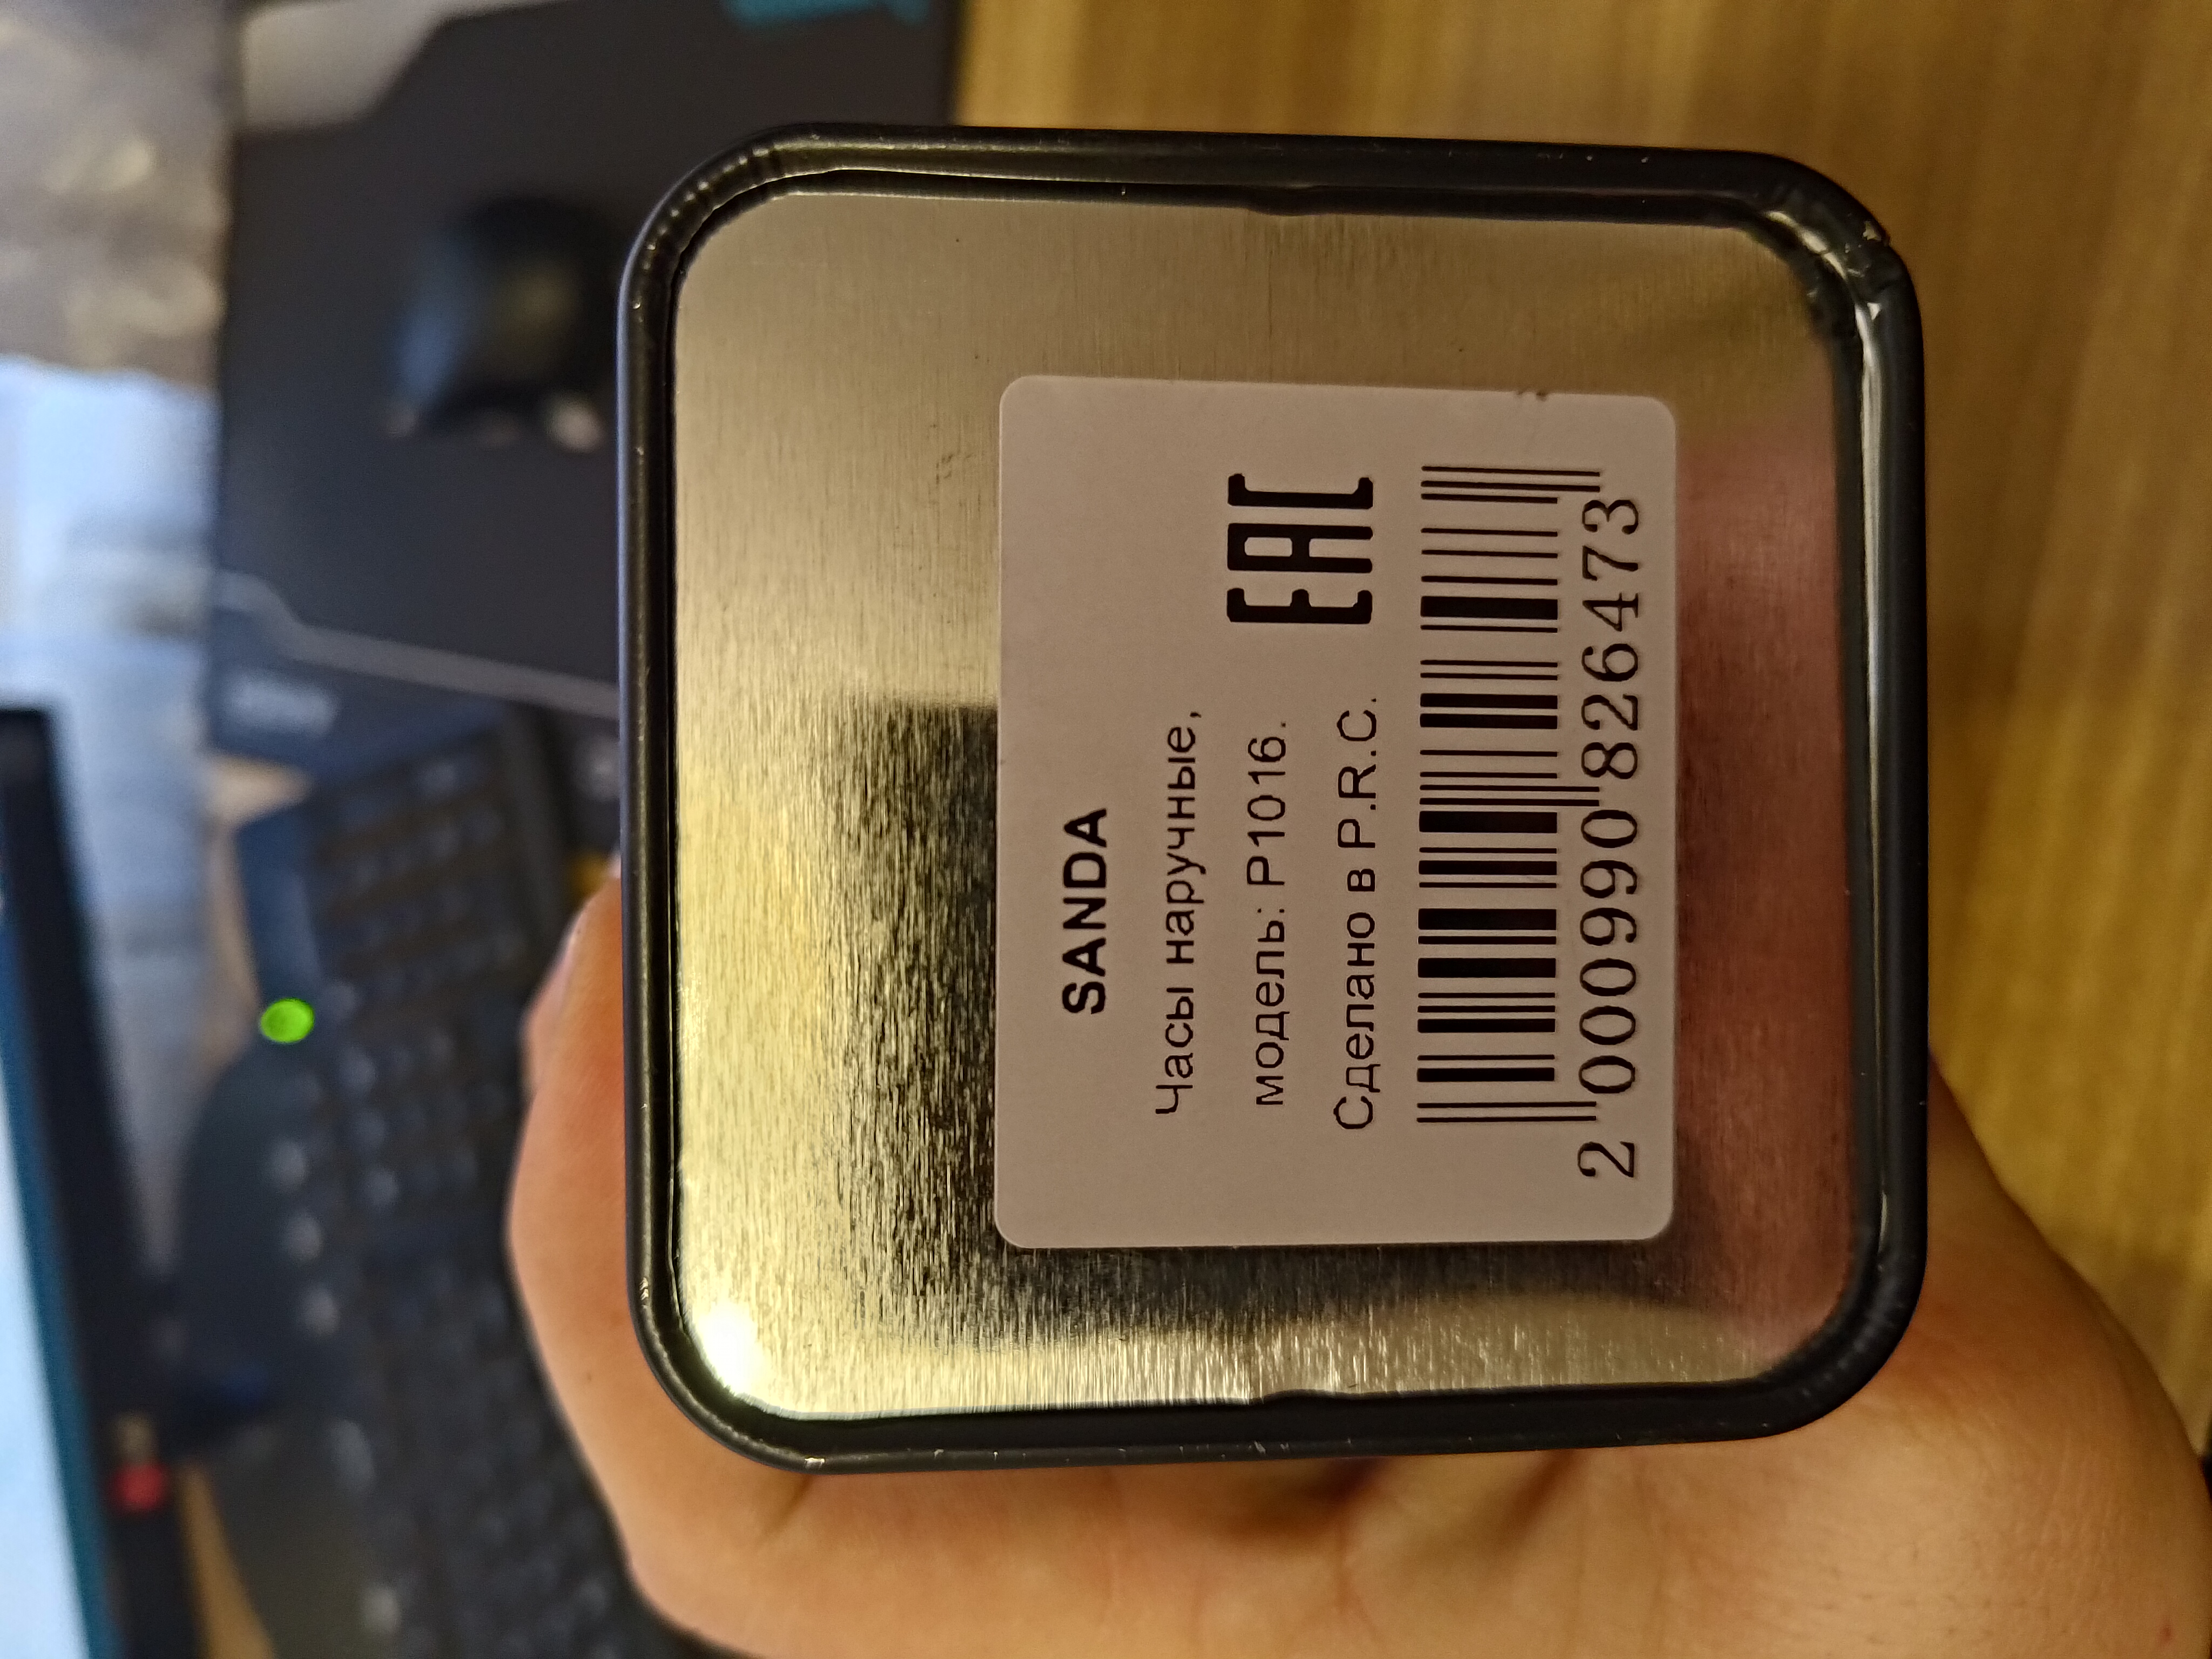 SANDA
Часы наручные,
модель: P1016.
Сделано в P.R.C.
EAC
2 000990 826473